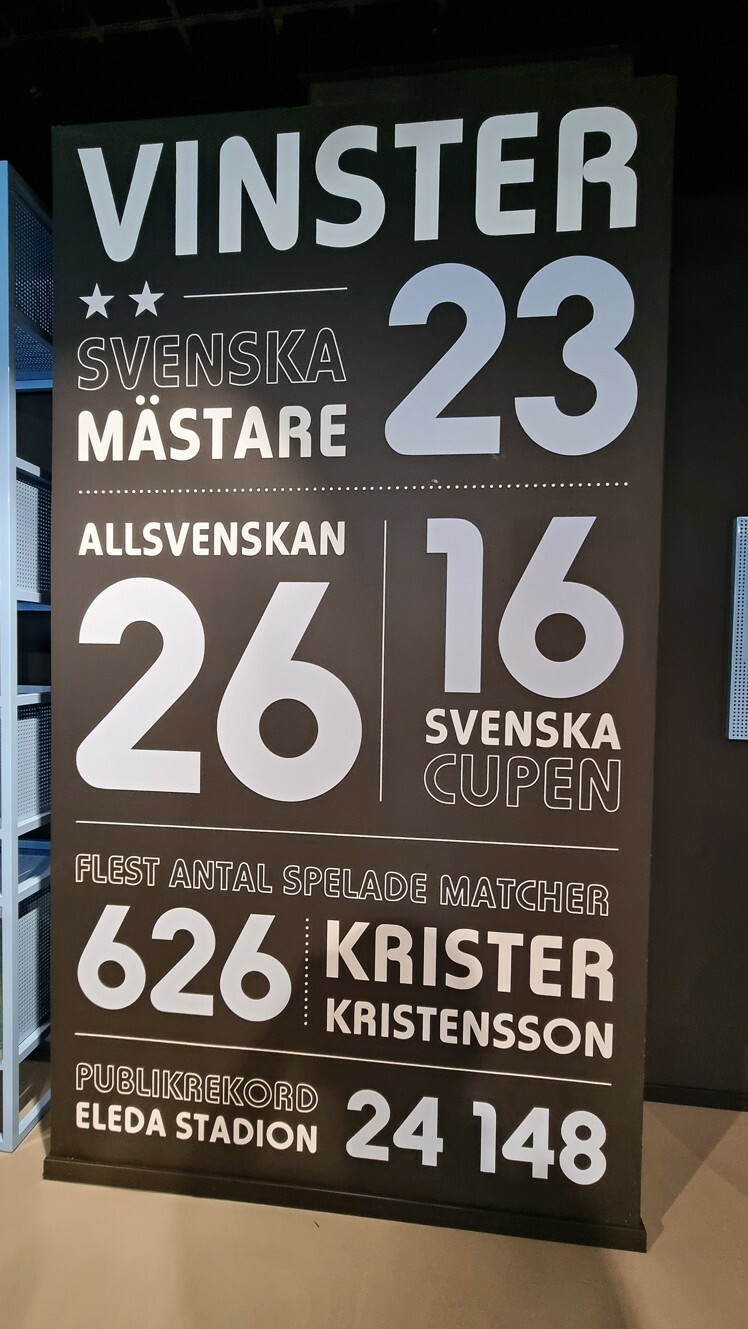 VINSTER
SVENSKA
MÄSTARE
23
ALLSVENSKAN
26
16
SVENSKA
CUPEN
FLEST ANTAL SPELADE MATCHER
626
KRISTER
KRISTENSSON
PUBLIKREKORD
ELEDA STADION
24 148